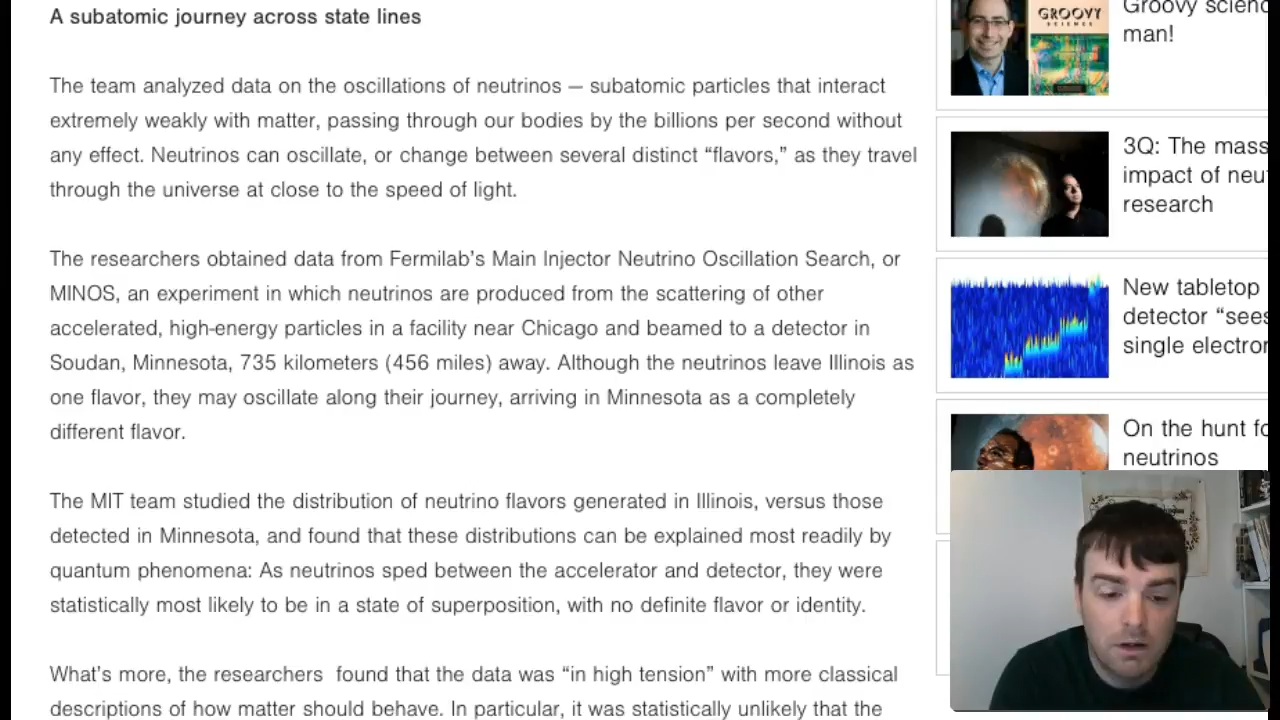 A subatomic journey across state lines
The team analyzed data on the oscillations of neutrinos — subatomic particles that interact
extremely weakly with matter, passing through our bodies by the billions per second without
any effect. Neutrinos can oscillate, or change between several distinct “flavors,” as they travel
through the universe at close to the speed of light.
The researchers obtained data from Fermilab’s Main Injector Neutrino Oscillation Search, or
MINOS, an experiment in which neutrinos are produced from the scattering of other
accelerated, high-energy particles in a facility near Chicago and beamed to a detector in
Soudan, Minnesota, 735 kilometers (456 miles) away. Although the neutrinos leave Illinois as
one flavor, they may oscillate along their journey, arriving in Minnesota as a completely
different flavor.
The MIT team studied the distribution of neutrino flavors generated in Illinois, versus those
detected in Minnesota, and found that these distributions can be explained most readily by
quantum phenomena: As neutrinos sped between the accelerator and detector, they were
statistically most likely to be in a state of superposition, with no definite flavor or identity.
What’s more, the researchers found that the data was “in high tension” with more classical
descriptions of how matter should behave. In particular, it was statistically unlikely that the
GROOVY
SCIENCE
Groovy scienc
man!
3Q: The mass
impact of neu
research
New tabletop
detector “sees
single electror
On the hunt fo
neutrinos